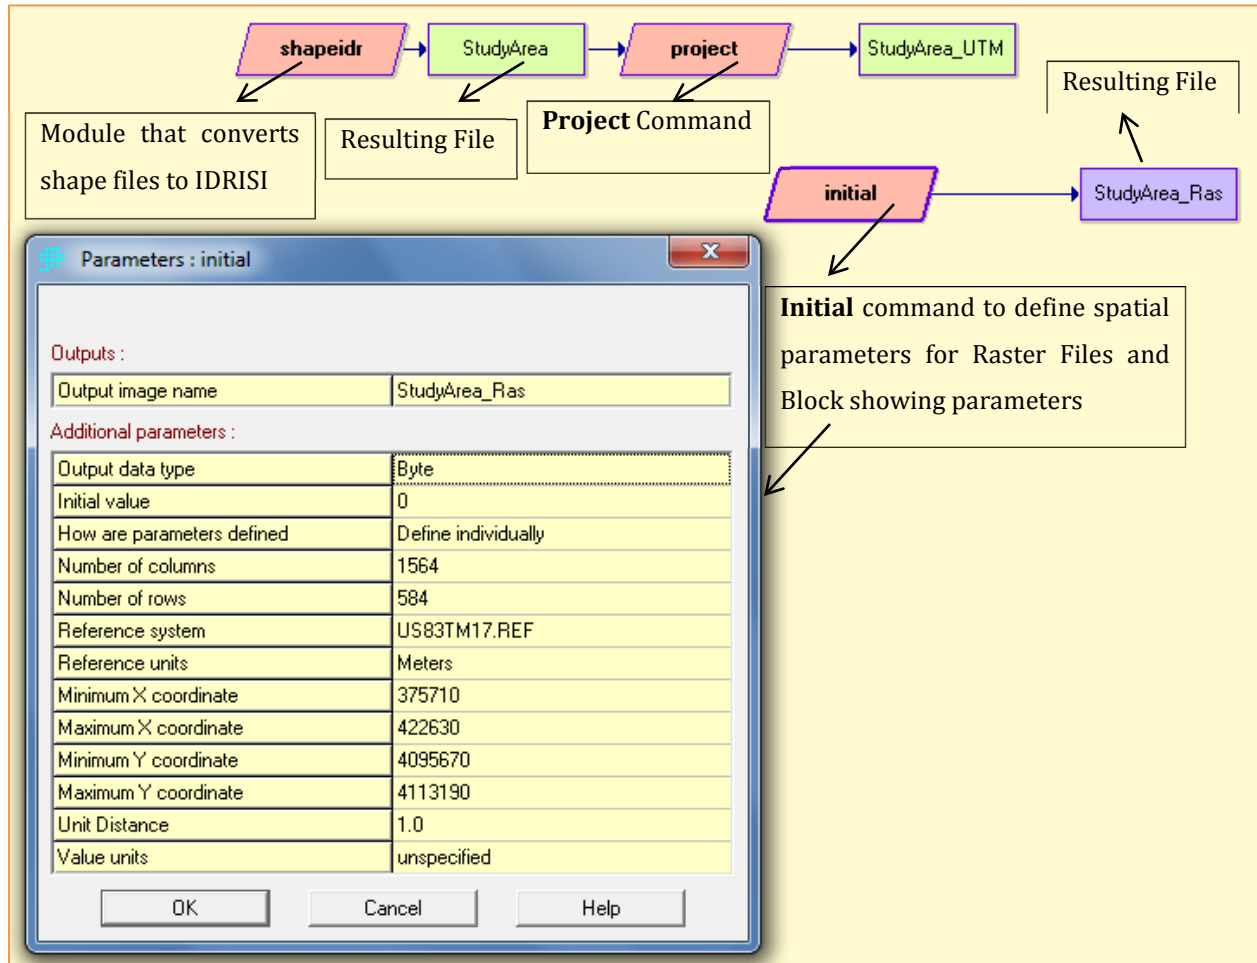 shapeidr
StudyArea
project
StudyArea_UTM
Module that converts
shape files to IDRISI
Resulting File
Project Command
Resulting File
initial
StudyArea_Ras
Initial command to define spatial
parameters for Raster Files and
Block showing parameters
Parameters : initial
Outputs :
Output image name StudyArea_Ras
Additional parameters :
Output data type Byte
Initial value 0
How are parameters defined Define individually
Number of columns 1564
Number of rows 584
Reference system US83TM17.REF
Reference units Meters
Minimum X coordinate 375710
Maximum X coordinate 422630
Minimum Y coordinate 4095670
Maximum Y coordinate 4113190
Unit Distance 1.0
Value units unspecified
OK Cancel Help